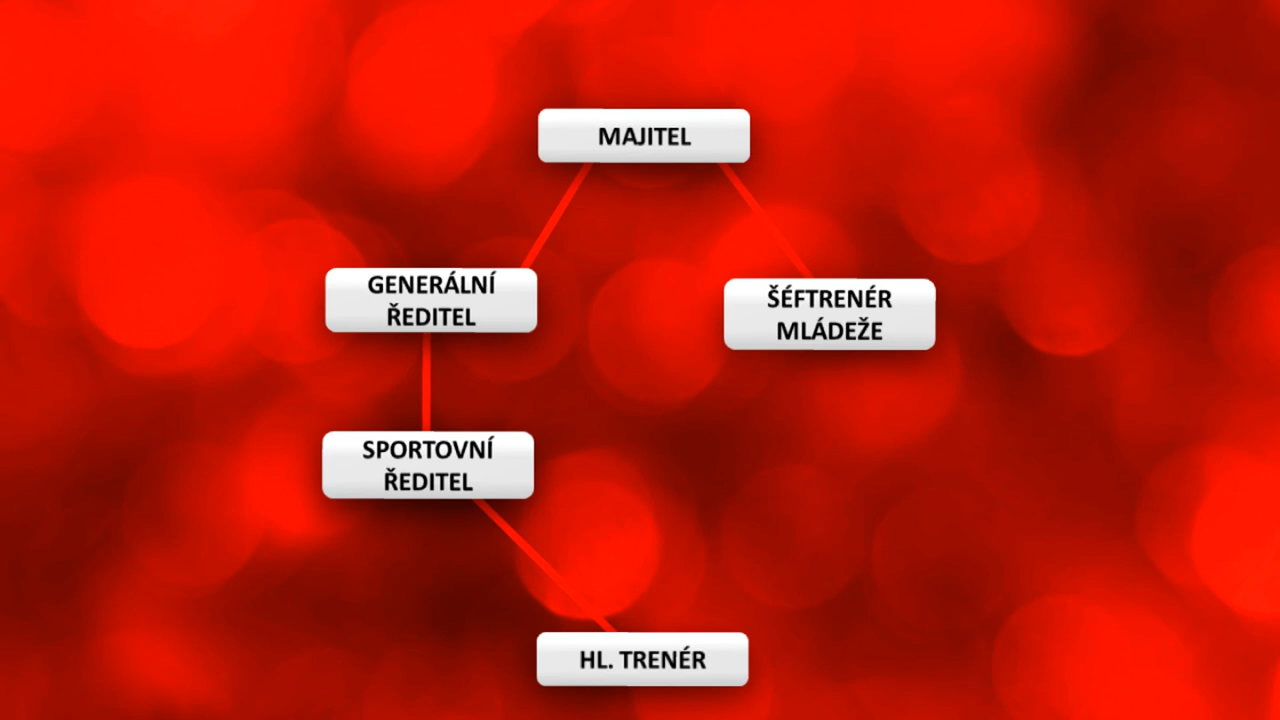 MAJITEL
GENERÁLNÍ
ŘEDITEL
ŠÉFTRENÉR
MLÁDEŽE
SPORTOVNÍ
ŘEDITEL
HL. TRENÉR